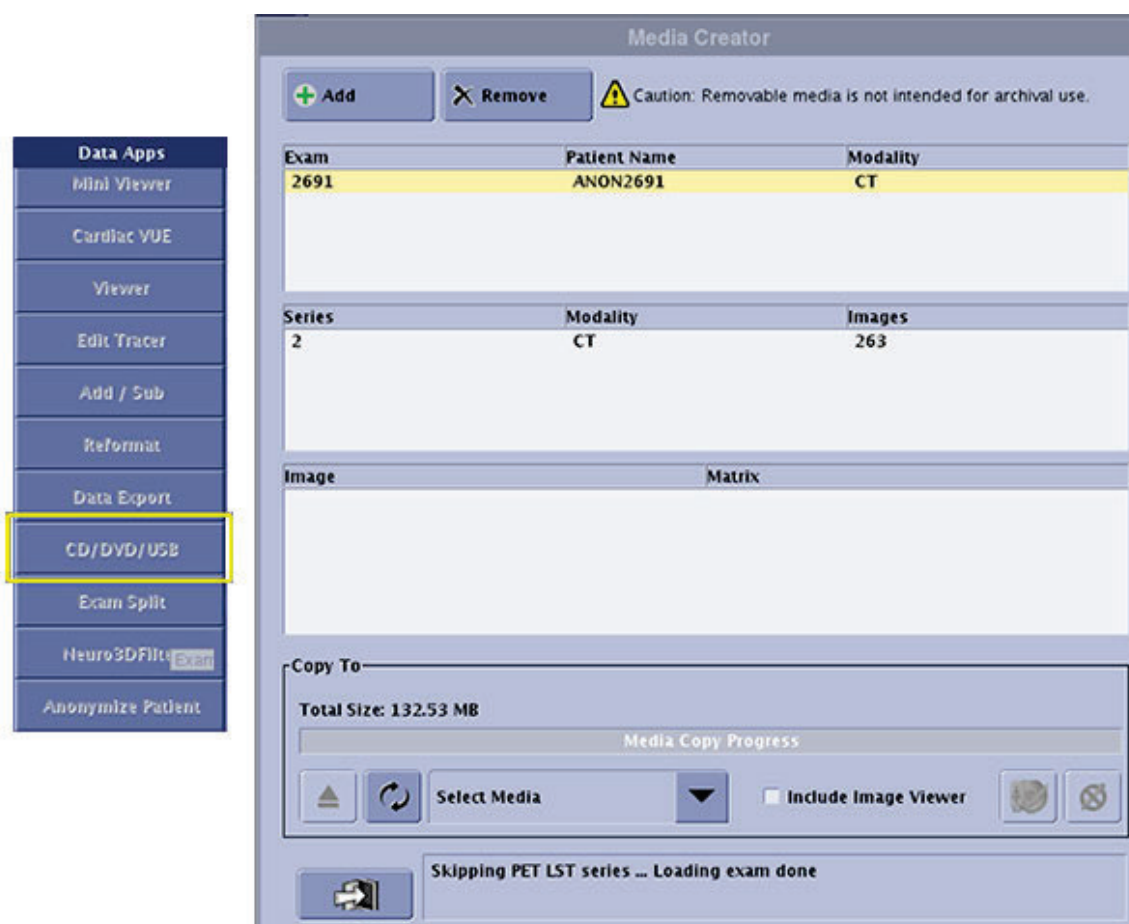 Media Creator
Add
Remove
Caution: Removable media is not intended for archival use.
Data Apps
Mini Viewer
Cardiac VUE
Viewer
Edit Tracer
Add / Sub
Reformat
Data Export
CD/DVD/USB
Exam Split
Exam
Anonymize Patient
Exam Patient Name Modality
2691 ANON2691 CT
Series Modality Images
2 CT 263
Image Matrix
Copy To
Total Size: 132.53 MB
Media Copy Progress
Select Media
Include Image Viewer
Skipping PET LST series ... Loading exam done